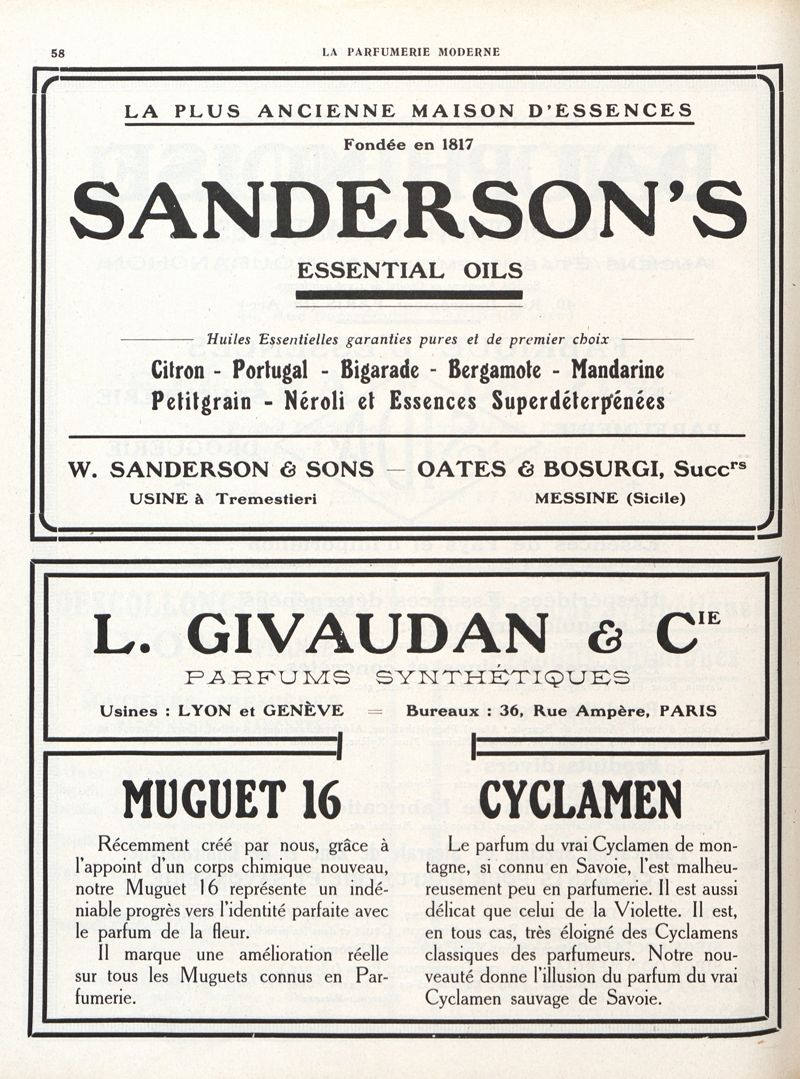 58
LA PARFUMERIE MODERNE
LA PLUS ANCIENNE MAISON D'ESSENCES
Fondée en 1817
SANDERSON'S
ESSENTIAL OILS
Huiles Essentielles garanties pures et de premier choix
Citron - Portugal - Bigarade - Bergamote - Mandarine
Petitgrain - Néroli et Essences Superdéterpénées
W. SANDERSON & SONS — OATES & BOSURGI, Succrs
USINE à Tremestieri
MESSINE (Sicile)
L. GIVAUDAN & CIE
PARFUMS SYNTHÉTIQUES
Usines : LYON et GENÈVE = Bureaux : 36, Rue Ampère, PARIS
MUGUET 16
Récemment créé par nous, grâce à
l'appoint d'un corps chimique nouveau,
notre Muguet 16 représente un indé-
niable progrès vers l'identité parfaite avec
le parfum de la fleur.
Il marque une amélioration réelle
sur tous les Muguets connus en Par-
fumerie.
CYCLAMEN
Le parfum du vrai Cyclamen de mon-
tagne, si connu en Savoie, l'est malheu-
reusement peu en parfumerie. Il est aussi
délicat que celui de la Violette. Il est,
en tous cas, très éloigné des Cyclamens
classiques des parfumeurs. Notre nou-
veauté donne l'illusion du parfum du vrai
Cyclamen sauvage de Savoie.